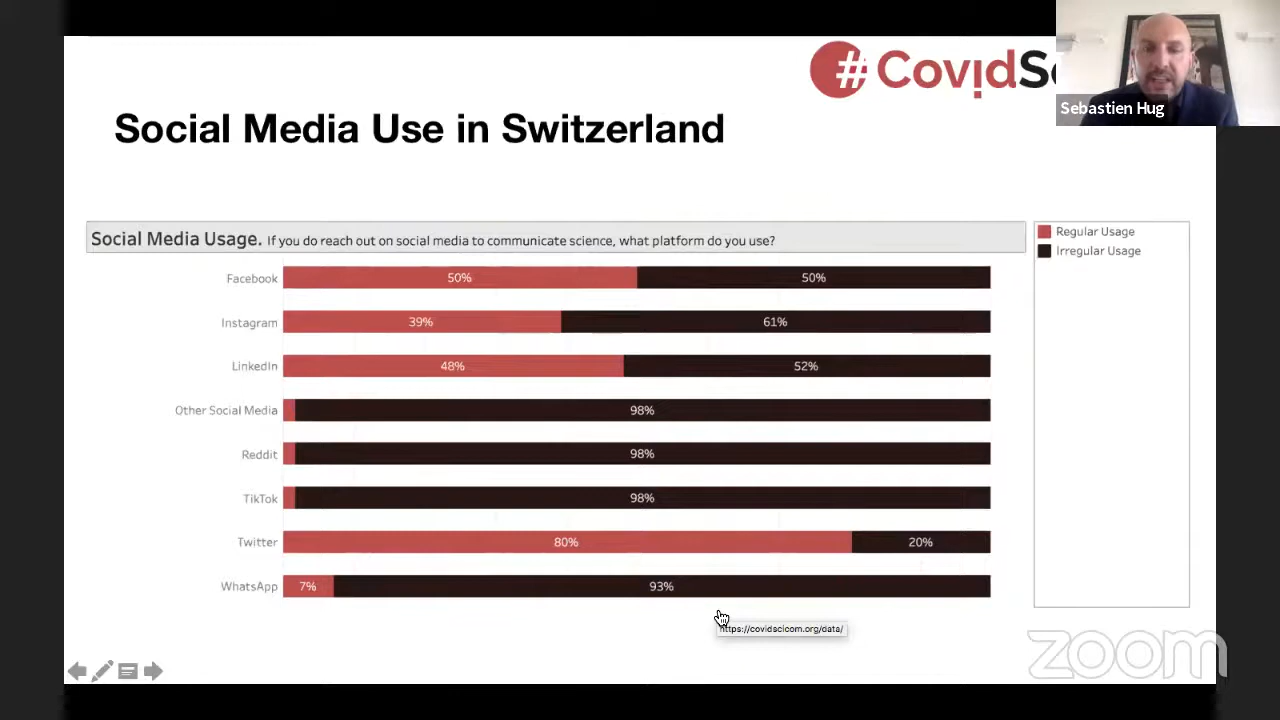 #CovidSc
Sebastien Hug
Social Media Use in Switzerland
Social Media Usage. If you do reach out on social media to communicate science, what platform do you use?
Regular Usage
Irregular Usage
Facebook 50% 50%
Instagram 39% 61%
LinkedIn 48% 52%
Other Social Media 98%
Reddit 98%
TikTok 98%
Twitter 80% 20%
WhatsApp 7% 93%
https://covidscicom.org/data/
zoom